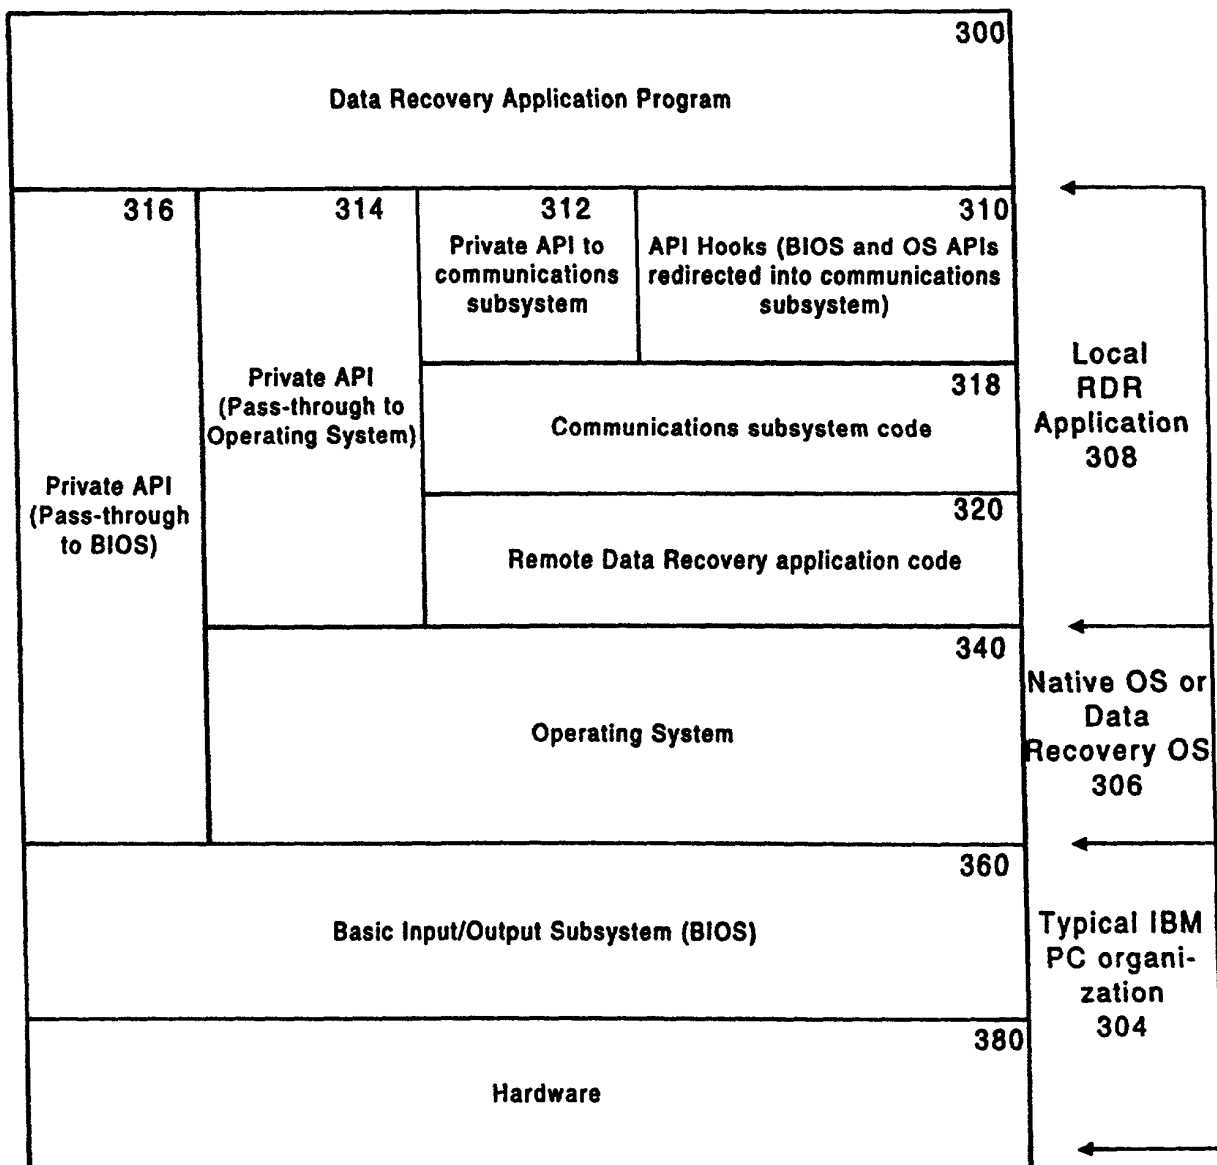 300
Data Recovery Application Program
316
314
312
310
Private API to
communications
subsystem
API Hooks (BIOS and OS APIs
redirected into communications
subsystem)
Private API
(Pass-through to
Operating System)
318
Communications subsystem code
Local
RDR
Application
308
Private API
(Pass-through
to BIOS)
320
Remote Data Recovery application code
340
Operating System
Native OS or
Data
Recovery OS
306
360
Basic Input/Output Subsystem (BIOS)
Typical IBM
PC organi-
zation
304
380
Hardware